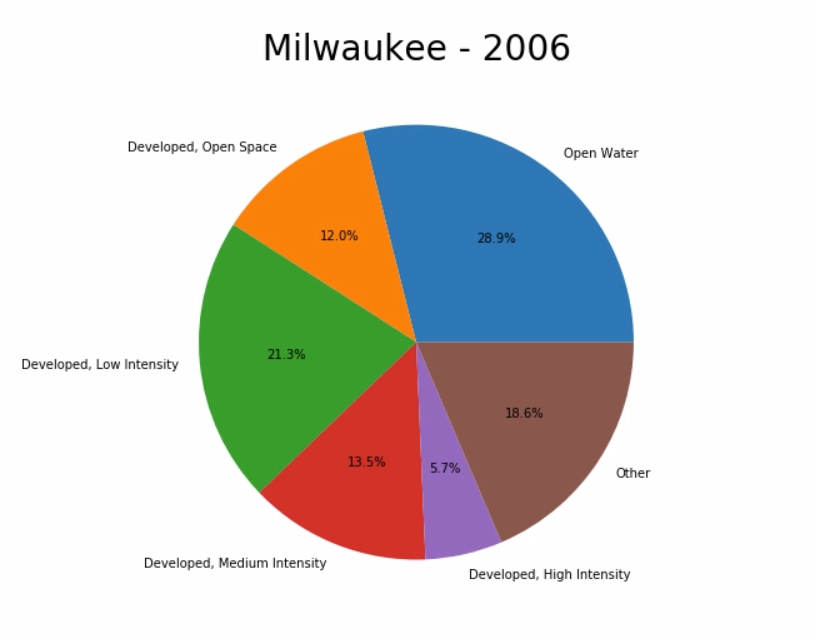 Milwaukee - 2006
Developed, Open Space
Open Water
12.0%
28.9%
21.3%
Developed, Low Intensity
18.6%
13.5%
5.7%
Other
Developed, Medium Intensity
Developed, High Intensity